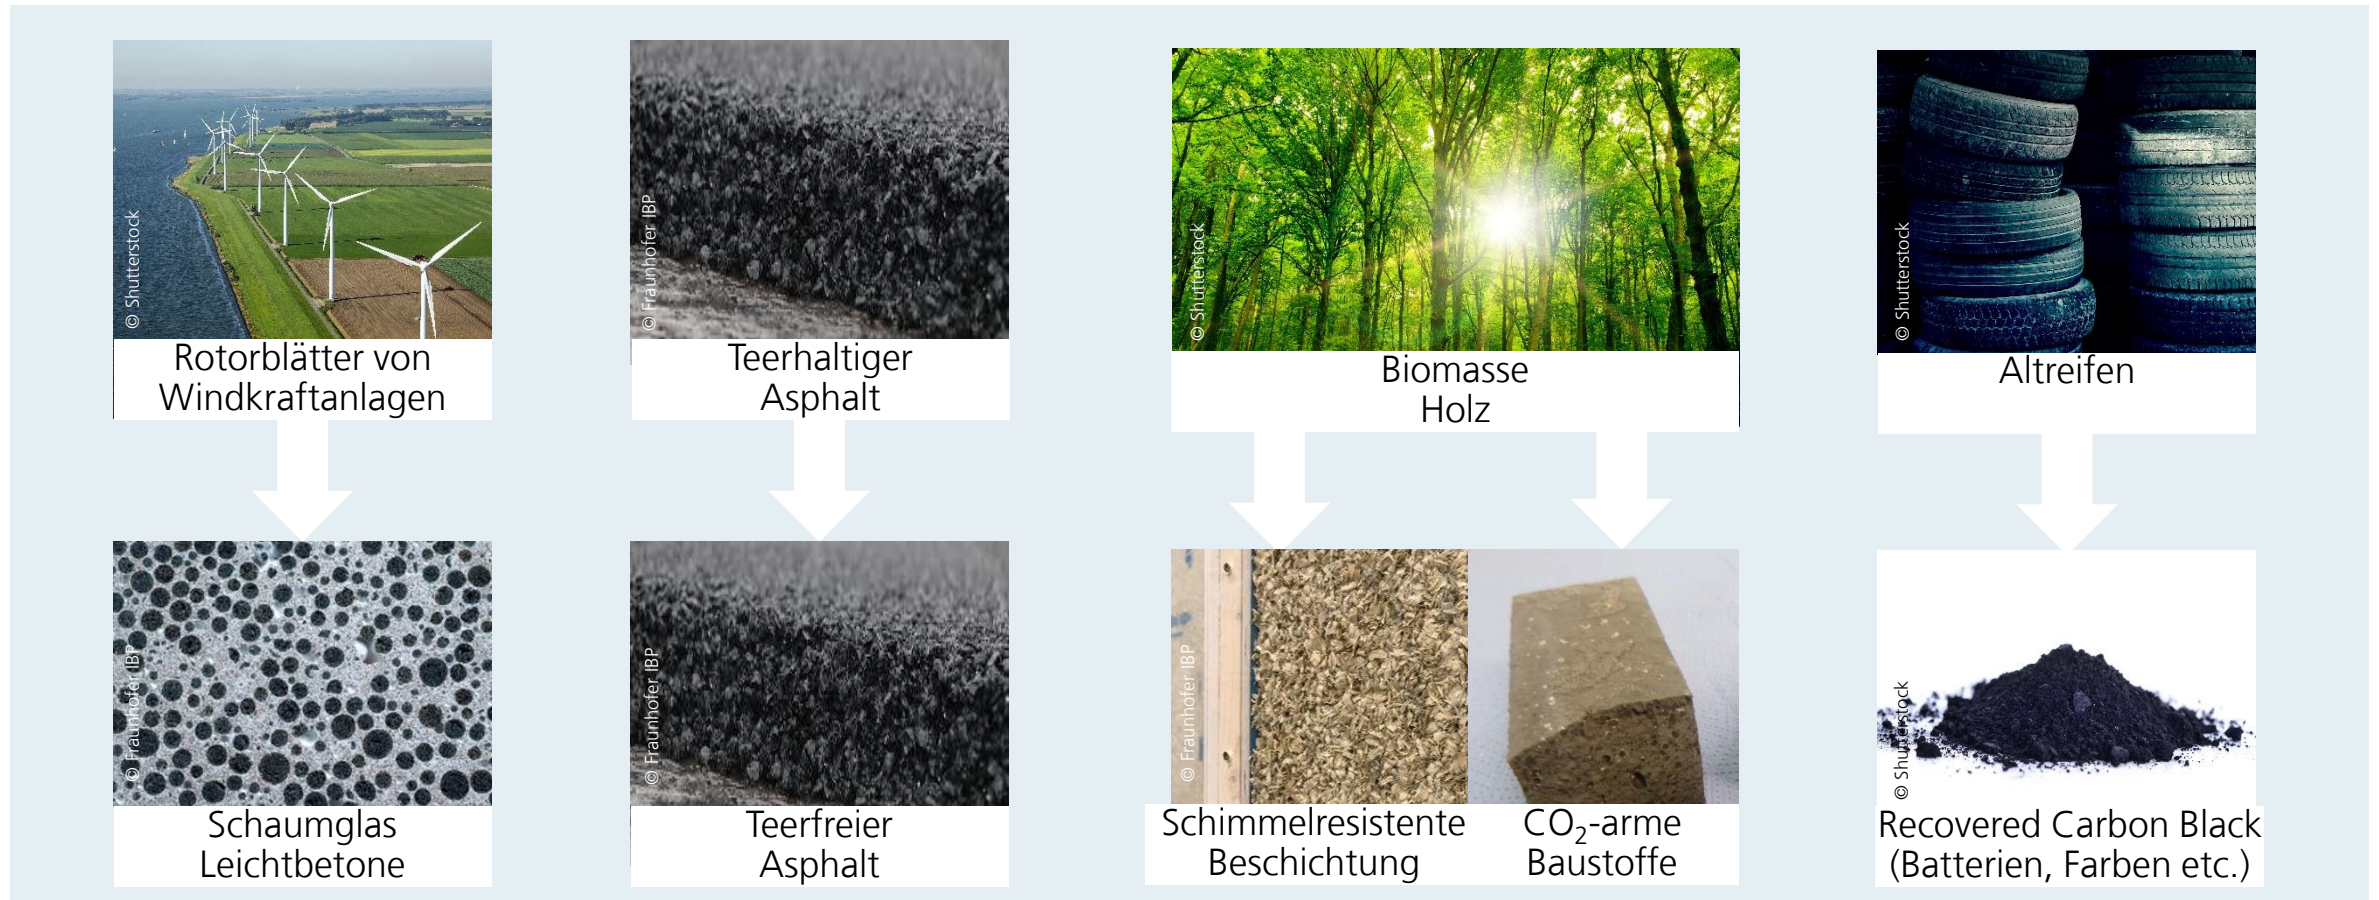 © Shutterstock
Rotorblätter von
Windkraftanlagen
© Fraunhofer IBP
Teerhaltiger
Asphalt
© Shutterstock
Biomasse
Holz
© Shutterstock
Altreifen
© Fraunhofer IBP
Schaumglas
Leichtbetone
© Fraunhofer IBP
Teerfreier
Asphalt
© Fraunhofer IBP
Schimmelresistente
Beschichtung
CO₂-arme
Baustoffe
© Shutterstock
Recovered Carbon Black
(Batterien, Farben etc.)